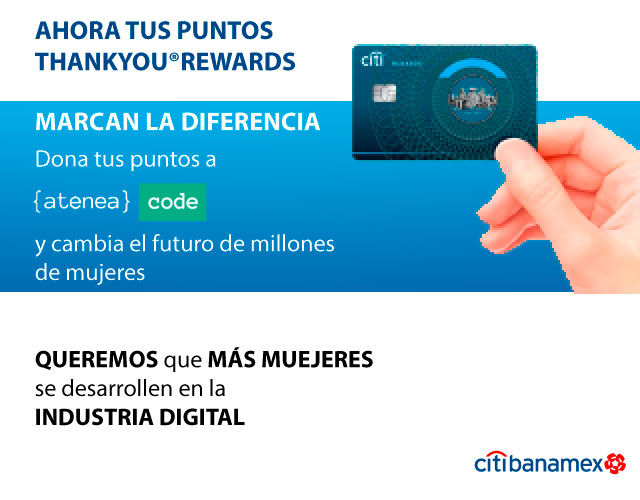 AHORA TUS PUNTOS
THANKYOU®REWARDS
citi
MARCAN LA DIFERENCIA
Dona tus puntos a
{atenea} code
y cambia el futuro de millones
de mujeres
QUEREMOS que MÁS MUEJERES
se desarrollen en la
INDUSTRIA DIGITAL
citibanamex